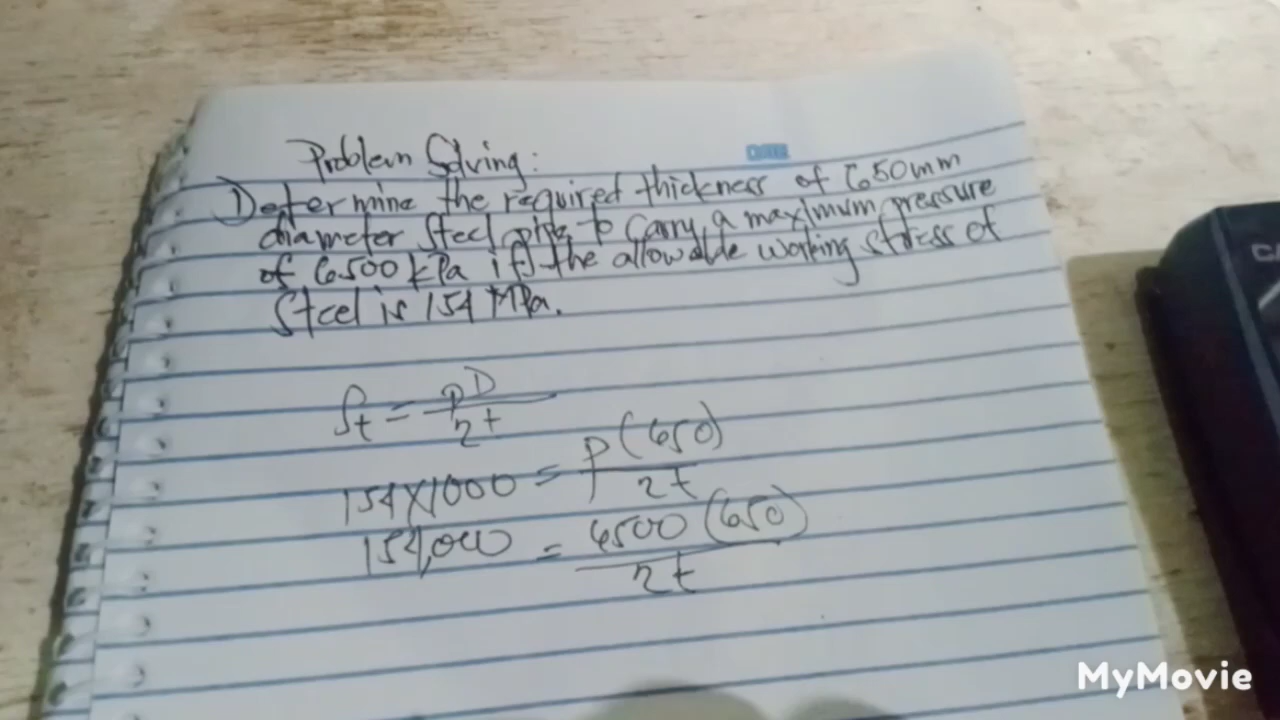 Problem Solving:
1) Determine the required thickness of 650mm
diameter Steel pipe to carry a maximum pressure
of 6500 kPa if the allowable working stress of
Steel is 154 MPa.
St = pD / 2t
154x1000 = P(650) / 2t
154,000 = 6500 (650) / 2t
MyMovie